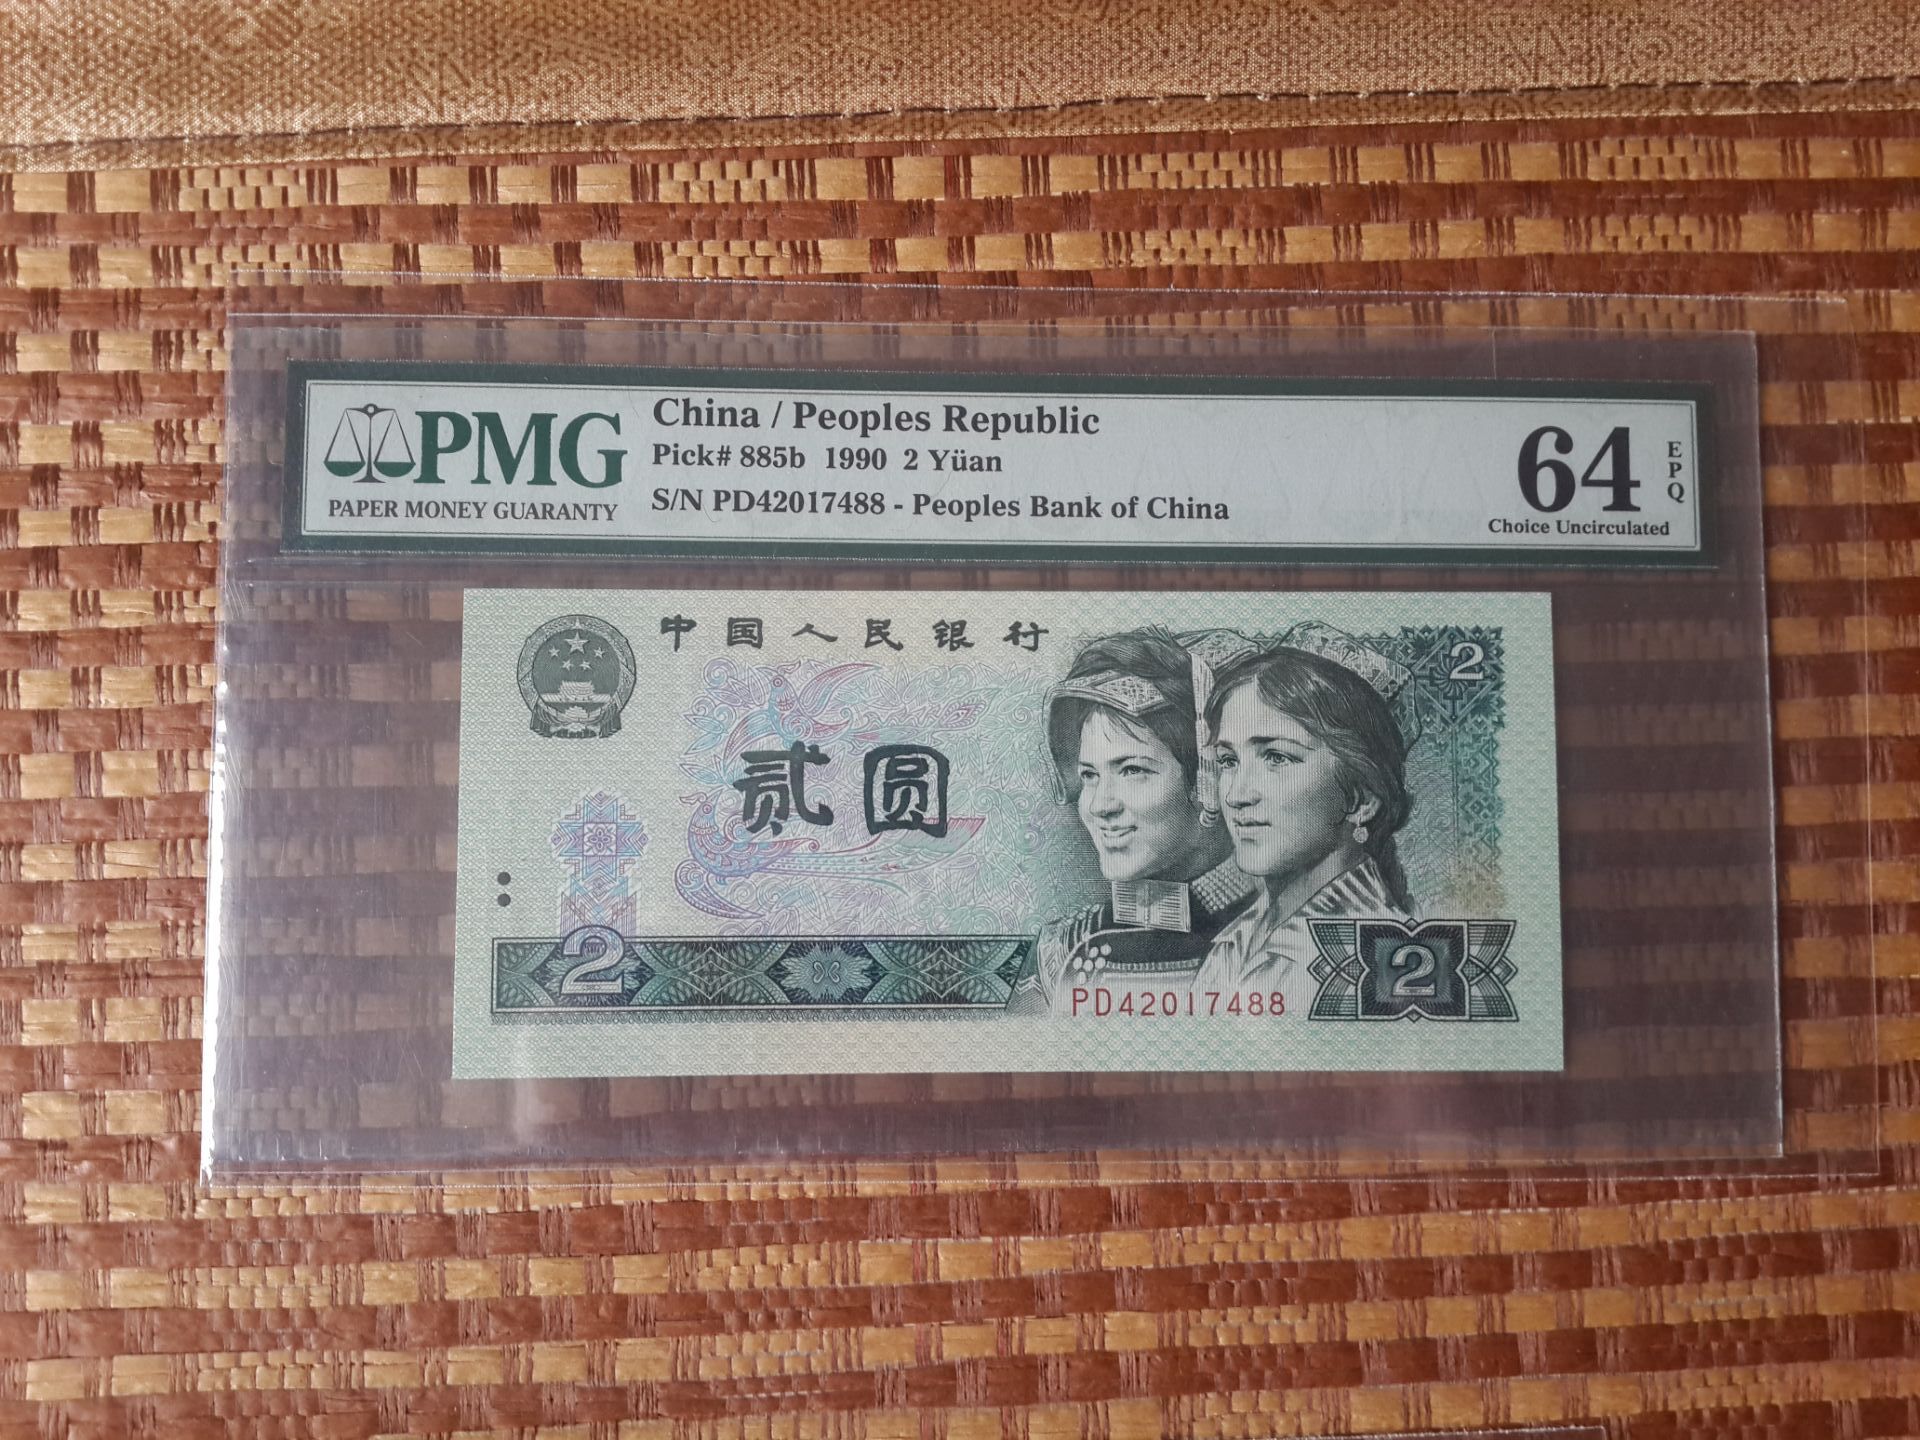 PMG
PAPER MONEY GUARANTY
China / Peoples Republic
Pick# 885b 1990 2 Yüan
S/N PD42017488 - Peoples Bank of China
64
EPQ
Choice Uncirculated
中国人民银行
2
贰圆
2
PD42017488
2